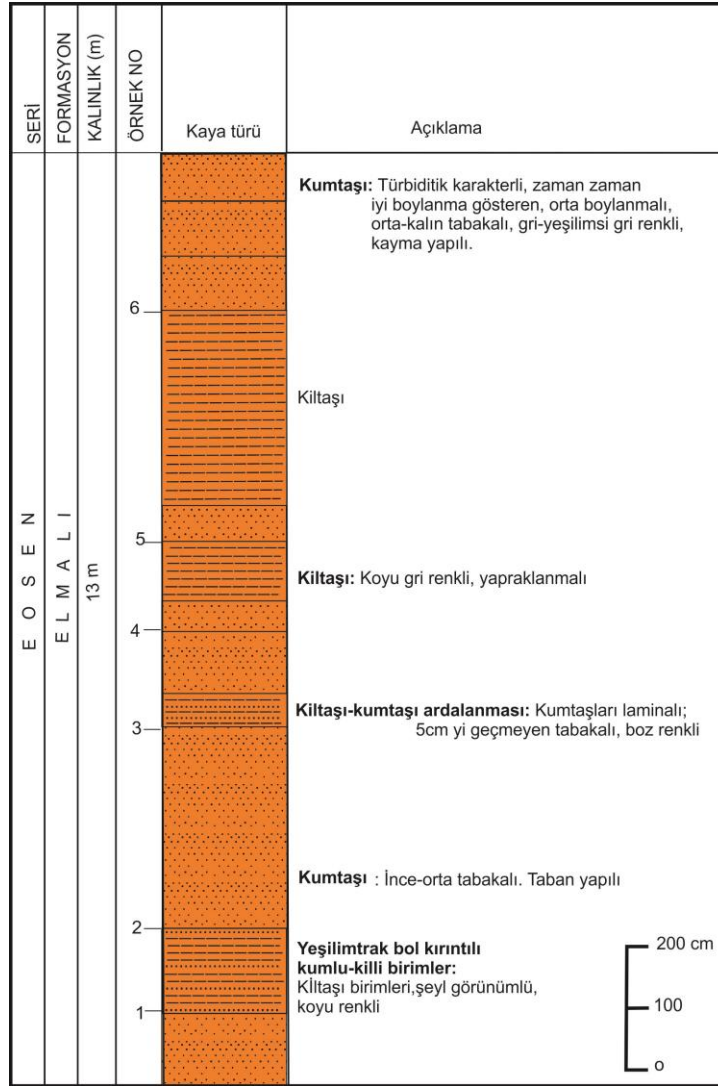 SERİ
FORMASYON
KALINLIK (m)
ÖRNEK NO
Kaya türü
Açıklama
EOSEN
ELMALI
13 m
Kumtaşı: Türbiditik karakterli, zaman zaman
iyi boylanma gösteren, orta boylanmalı,
orta-kalın tabakalı, gri-yeşilimsi gri renkli,
kayma yapılı.
6
Kiltaşı
5
Kiltaşı: Koyu gri renkli, yapraklanmalı
4
Kiltaşı-kumtaşı ardalanması: Kumtaşları laminalı;
5cm yi geçmeyen tabakalı, boz renkli
3
Kumtaşı : İnce-orta tabakalı. Taban yapılı
2
Yeşilimtrak bol kırıntılı
kumlu-killi birimler:
Kİltaşı birimleri,şeyl görünümlü,
koyu renkli
1
200 cm
100
o